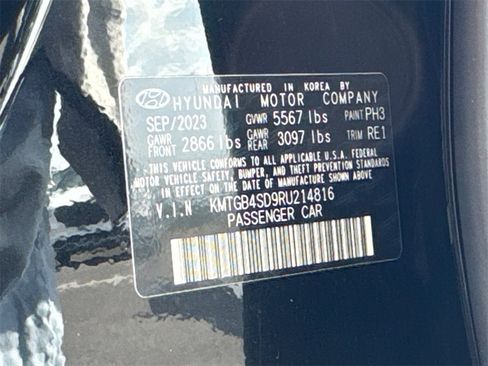 MANUFACTURED IN KOREA BY
HYUNDAI MOTOR COMPANY
SEP/2023 GVWR 5567 lbs PAINT PH3
GAWR FRONT 2866 lbs GAWR REAR 3097 lbs TRIM RE1
THIS VEHICLE CONFORMS TO ALL APPLICABLE U.S.A. FEDERAL
MOTOR VEHICLE SAFETY, BUMPER, AND THEFT PREVENTION STANDARDS
IN EFFECT ON THE DATE OF MANUFACTURE SHOWN ABOVE.
V.I.N KMTGB4SD9RU214816
PASSENGER CAR